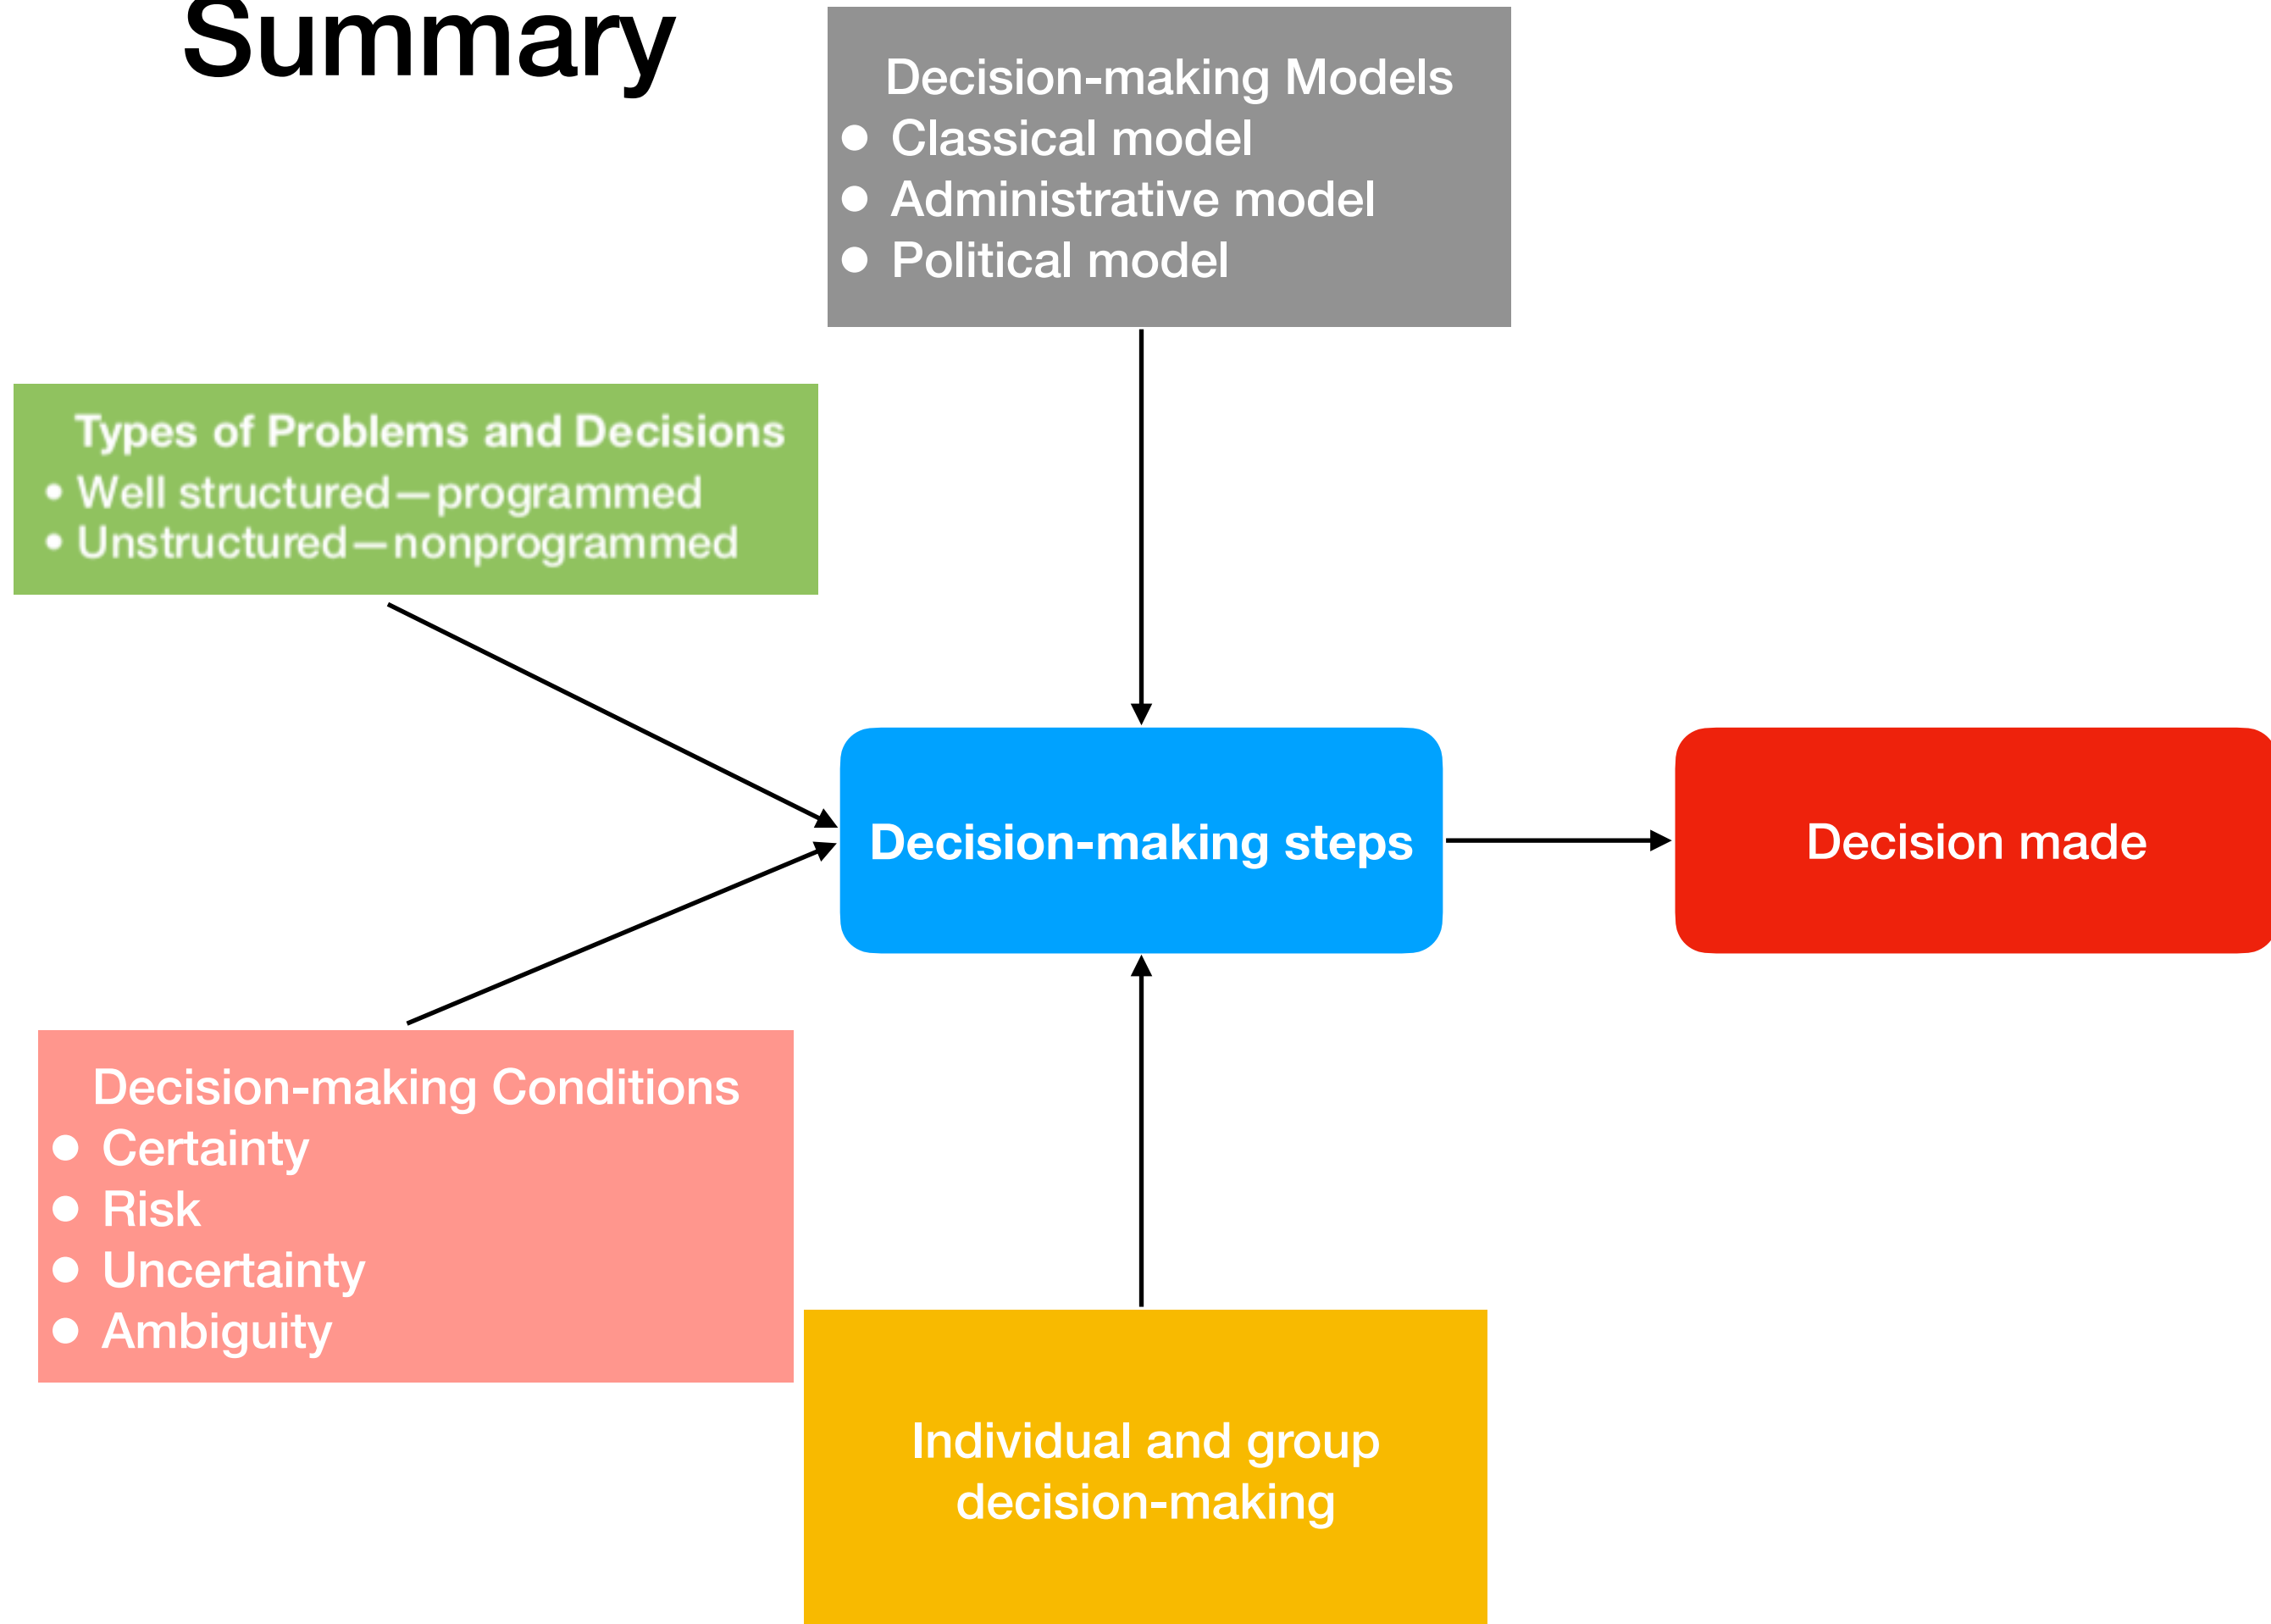 Summary
Decision-making Models
● Classical model
● Administrative model
● Political model
Types of Problems and Decisions
• Well structured—programmed
• Unstructured—nonprogrammed
Decision-making steps
Decision made
Decision-making Conditions
● Certainty
● Risk
● Uncertainty
● Ambiguity
Individual and group
decision-making